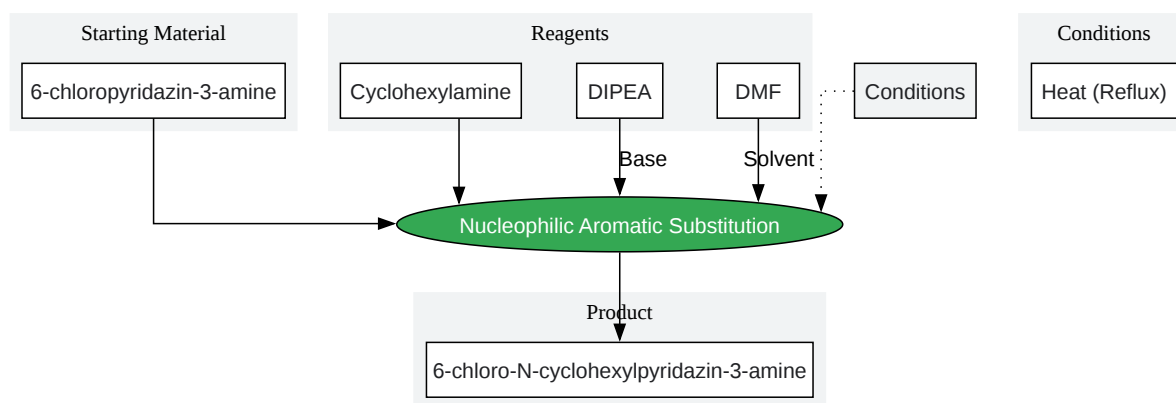 Starting Material
Reagents
Conditions
6-chloropyridazin-3-amine
Cyclohexylamine
DIPEA
DMF
Conditions
Heat (Reflux)
Base
Solvent
Nucleophilic Aromatic Substitution
Product
6-chloro-N-cyclohexylpyridazin-3-amine